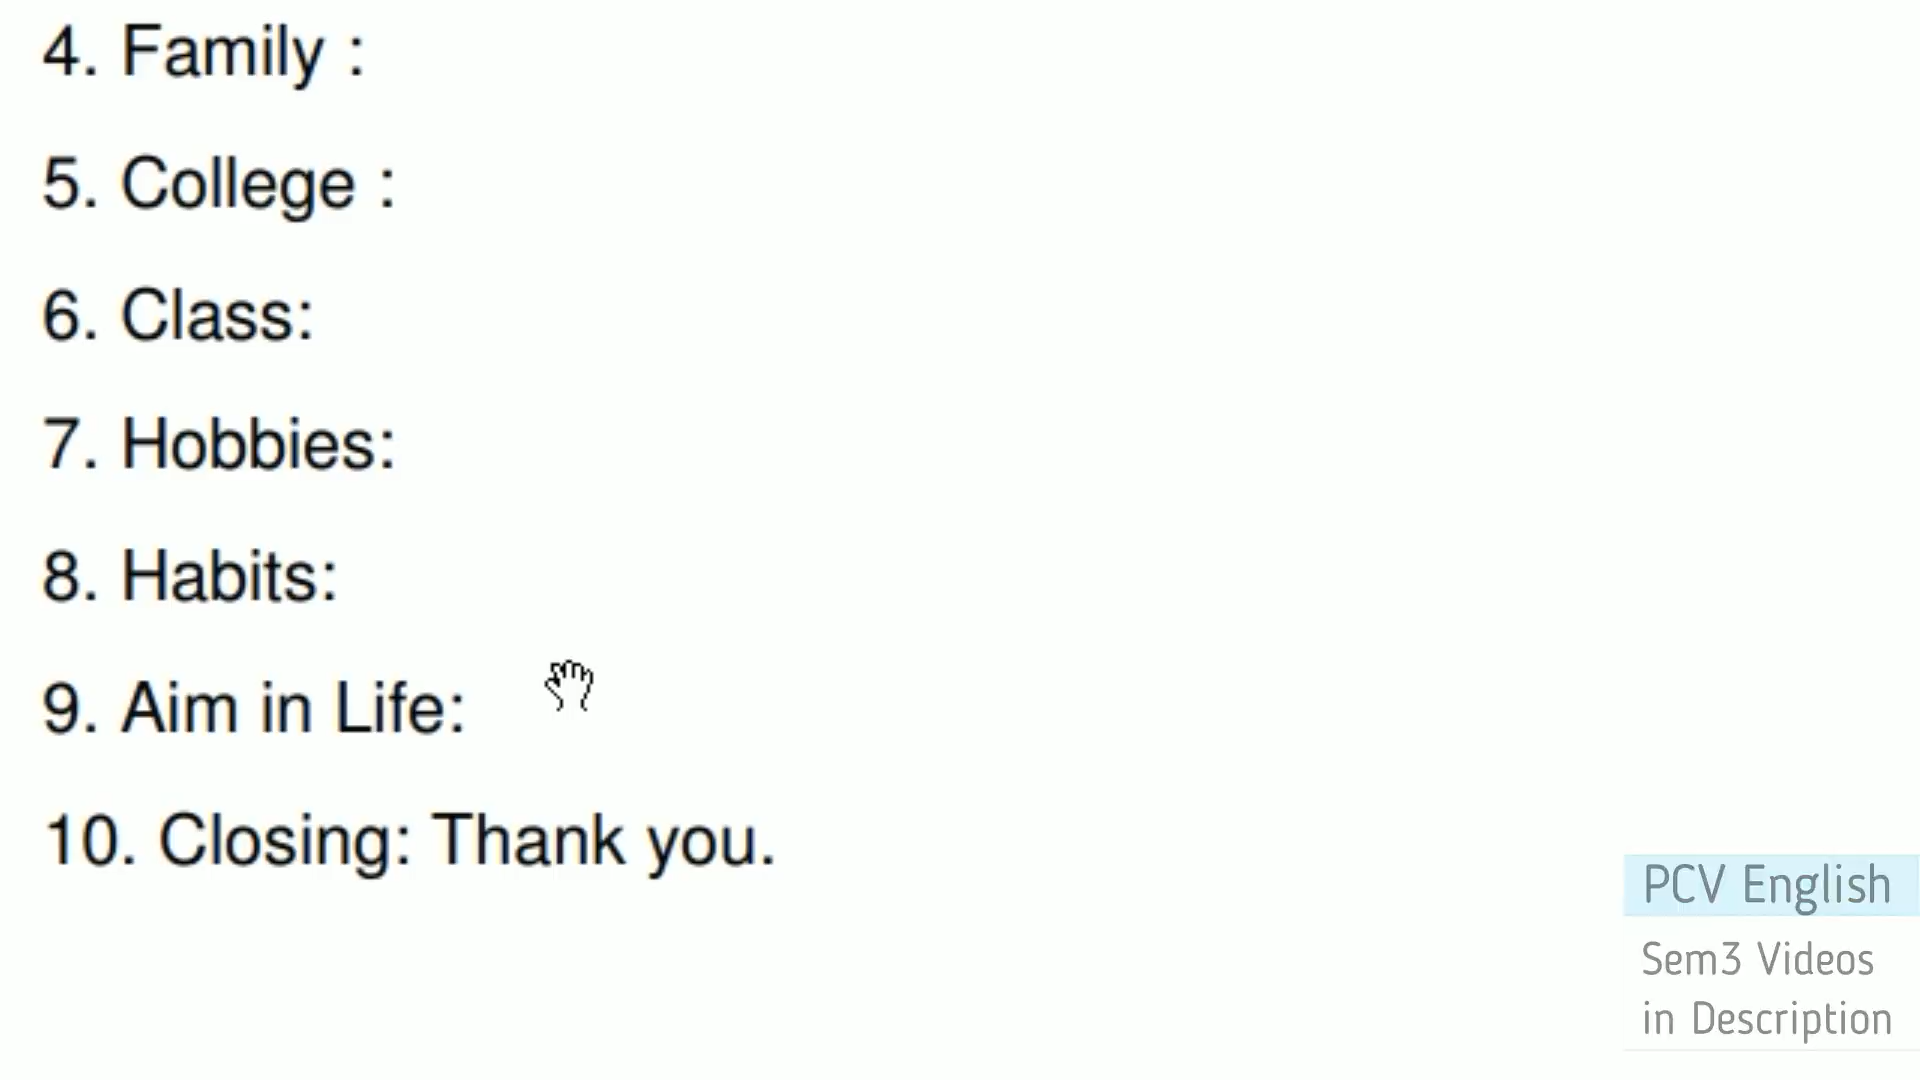 4. Family :
5. College :
6. Class:
7. Hobbies:
8. Habits:
9. Aim in Life:
10. Closing: Thank you.
PCV English
Sem3 Videos
in Description